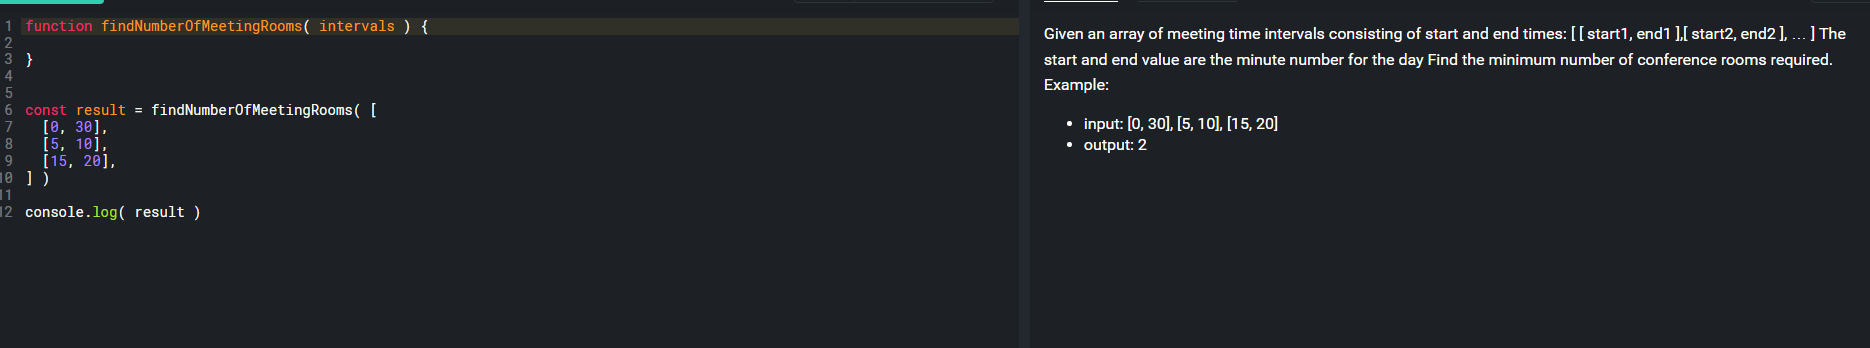 1 function findNumberOfMeetingRooms( intervals ) {
2
3 }
4
5
6 const result = findNumberOfMeetingRooms( [
7 [0, 30],
8 [5, 10],
9 [15, 20],
10 ] )
11
12 console.log( result )
Given an array of meeting time intervals consisting of start and end times: [ [ start1, end1 ],[ start2, end2 ], ... ] The
start and end value are the minute number for the day Find the minimum number of conference rooms required.
Example:
• input: [0, 30], [5, 10], [15, 20]
• output: 2